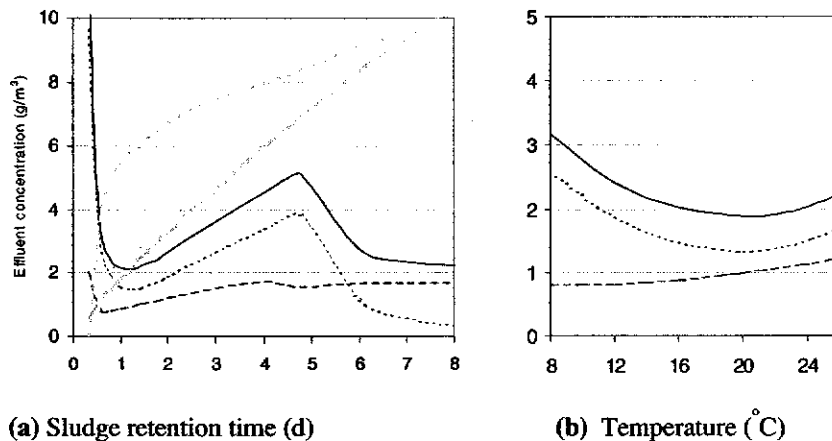 Effluent concentration (g/m³)
10
8
6
4
2
0
0 1 2 3 4 5 6 7 8
(a) Sludge retention time (d)
5
4
3
2
1
0
8 12 16 20 24
(b) Temperature (°C)